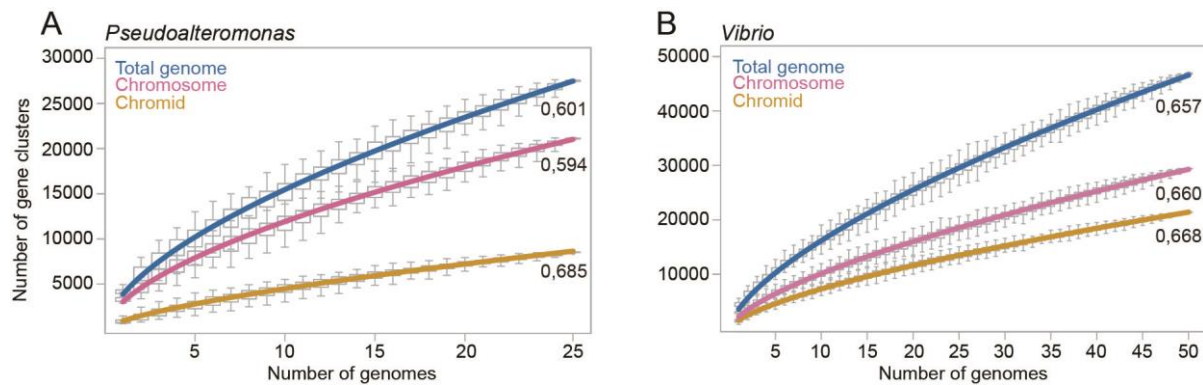 A
Pseudoalteromonas
Number of gene clusters
30000
25000
20000
15000
10000
5000
Total genome
Chromosome
Chromid
0,601
0,594
0,685
5
10
15
20
25
Number of genomes
B
Vibrio
50000
40000
30000
20000
10000
Total genome
Chromosome
Chromid
0,657
0,660
0,668
5
10
15
20
25
30
35
40
45
50
Number of genomes